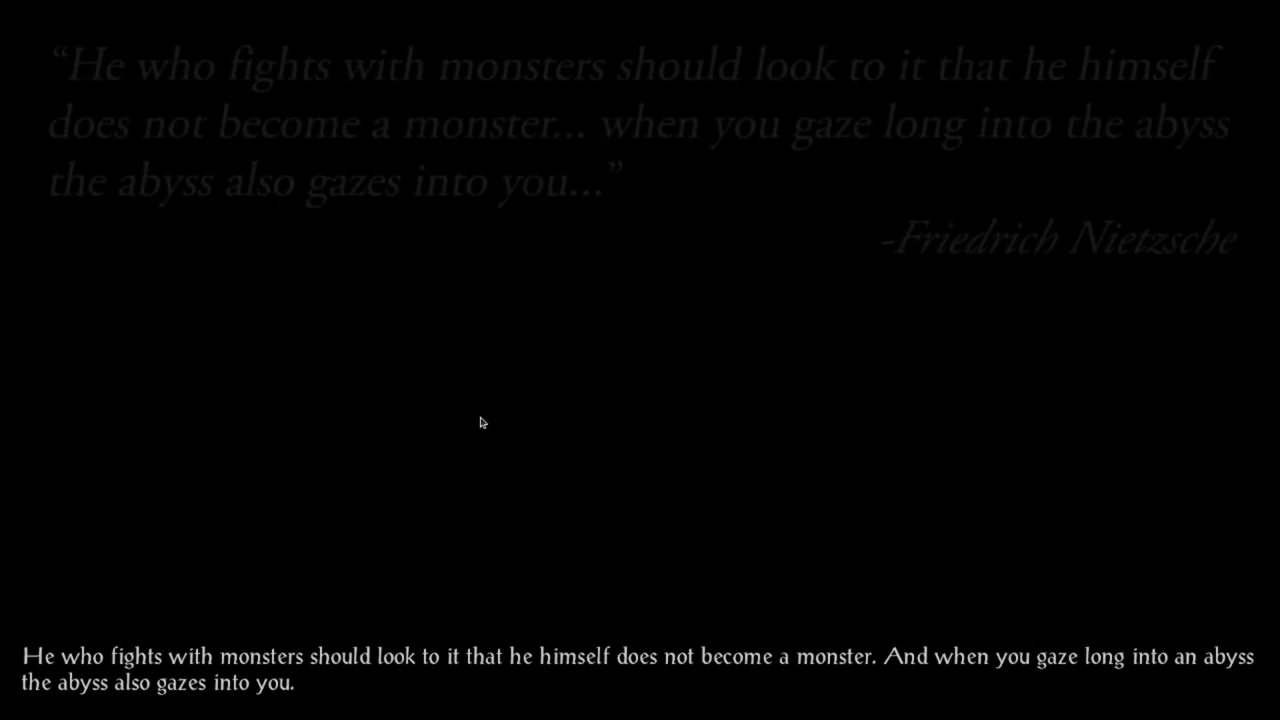 “He who fights with monsters should look to it that he himself
does not become a monster... when you gaze long into the abyss
the abyss also gazes into you...”
-Friedrich Nietzsche
He who fights with monsters should look to it that he himself does not become a monster. And when you gaze long into an abyss
the abyss also gazes into you.